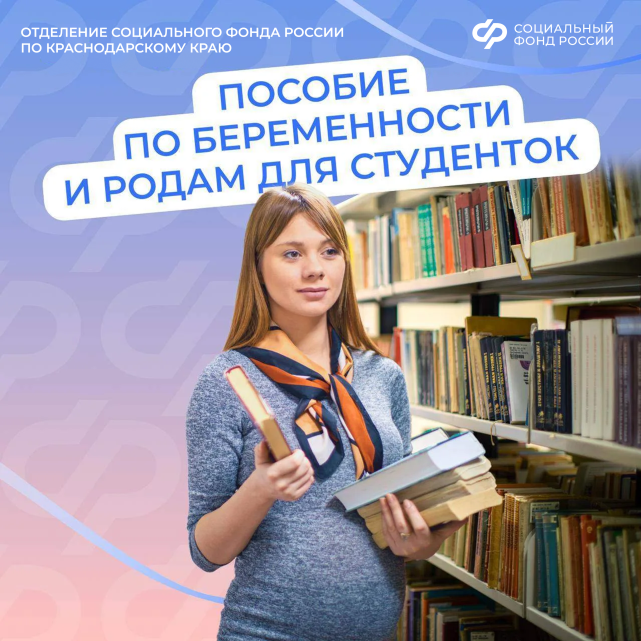 ОТДЕЛЕНИЕ СОЦИАЛЬНОГО ФОНДА РОССИИ
ПО КРАСНОДАРСКОМУ КРАЮ
СОЦИАЛЬНЫЙ
ФОНД РОССИИ
ПОСОБИЕ
ПО БЕРЕМЕННОСТИ
И РОДАМ ДЛЯ СТУДЕНТОК